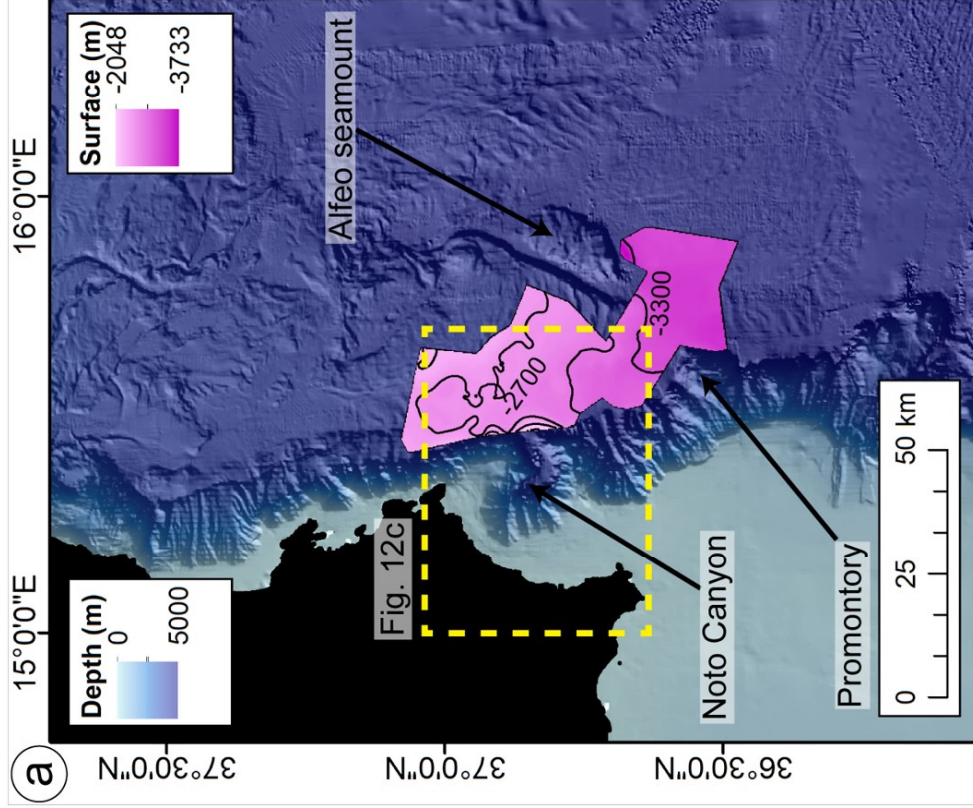 a
15°0'0"E
16°0'0"E
Depth (m)
0
5000
Surface (m)
-2048
-3733
37°30'0"N
37°0'0"N
36°30'0"N
Alfeo seamount
Fig. 12c
-2700
-3300
Noto Canyon
Promontory
0 25 50 km